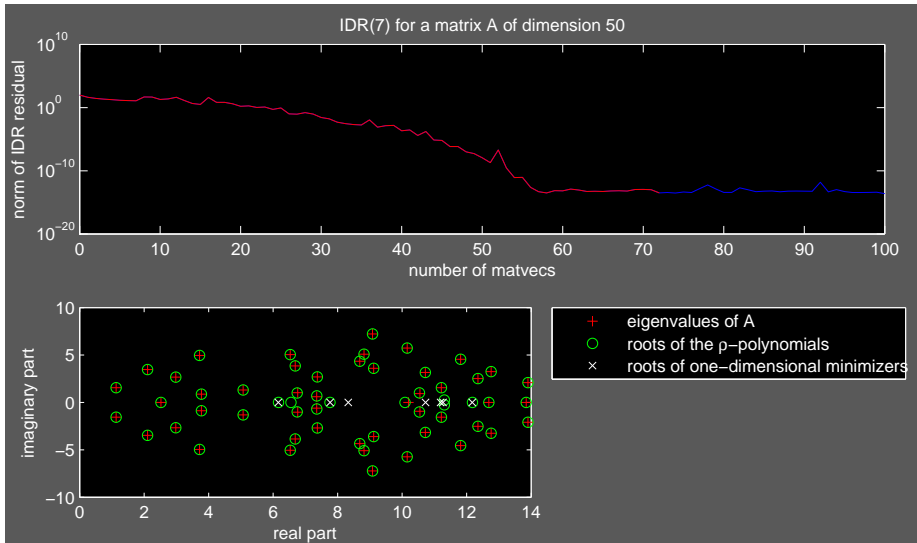 IDR(7) for a matrix A of dimension 50
norm of IDR residual
10^10
10^0
10^-10
10^-20
0 10 20 30 40 50 60 70 80 90 100
number of matvecs
imaginary part
10
5
0
−5
−10
0 2 4 6 8 10 12 14
real part
eigenvalues of A
roots of the ρ−polynomials
roots of one−dimensional minimizers